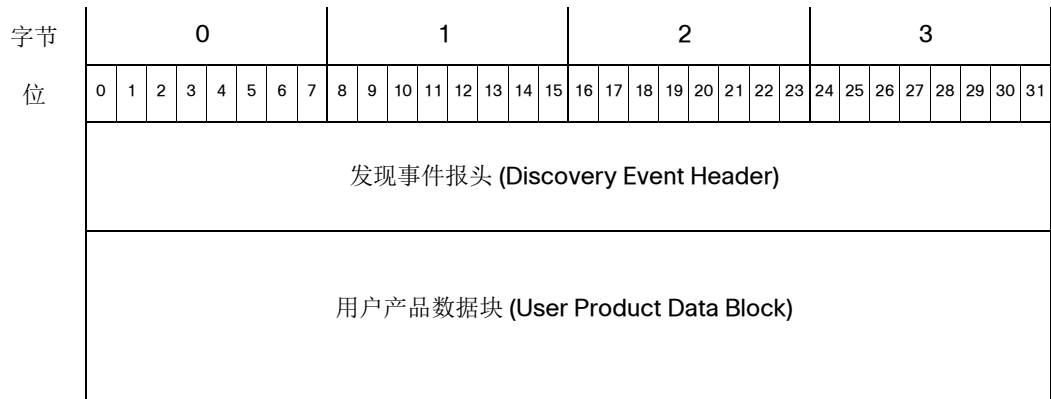 字节 0 1 2 3
位 0 1 2 3 4 5 6 7 8 9 10 11 12 13 14 15 16 17 18 19 20 21 22 23 24 25 26 27 28 29 30 31
发现事件报头 (Discovery Event Header)
用户产品数据块 (User Product Data Block)